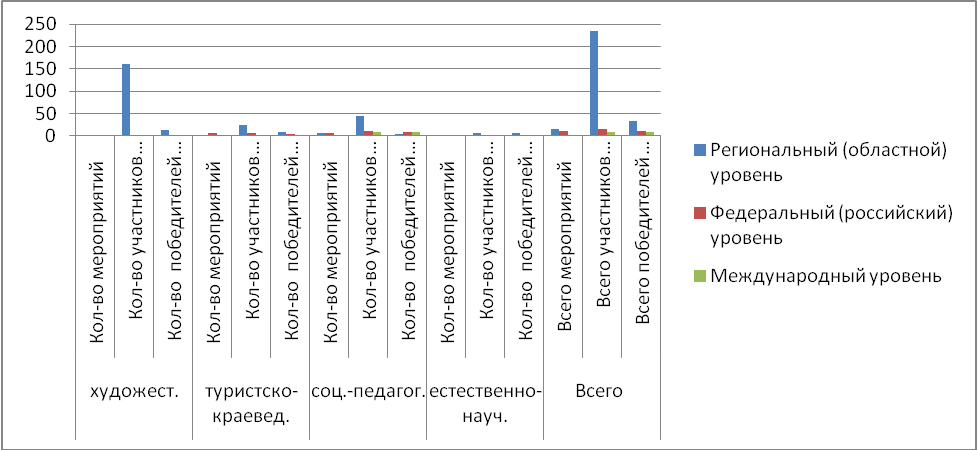 250
200
150
100
50
0
Кол-во мероприятий
Кол-во участников...
Кол-во  победителей...
Кол-во мероприятий
Кол-во участников...
Кол-во  победителей...
Кол-во мероприятий
Кол-во участников...
Кол-во  победителей...
Кол-во мероприятий
Кол-во участников...
Кол-во  победителей...
Всего мероприятий
Всего участников...
Всего победителей...
художест.
туристско-
краевед.
соц.-педагог.
естественно-
науч.
Всего
Региональный (областной)
уровень
Федеральный (российский)
уровень
Международный уровень